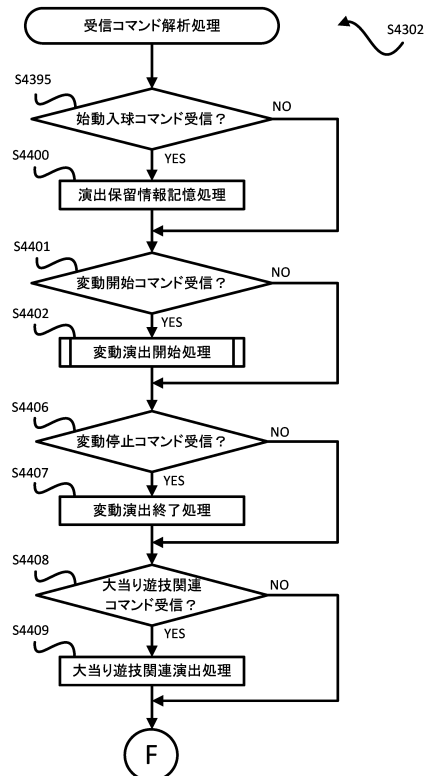 受信コマンド解析処理
S4302
S4395
始動入球コマンド受信？
NO
YES
S4400
演出保留情報記憶処理
S4401
変動開始コマンド受信？
NO
YES
S4402
変動演出開始処理
S4406
変動停止コマンド受信？
NO
YES
S4407
変動演出終了処理
S4408
大当り遊技関連
コマンド受信？
NO
YES
S4409
大当り遊技関連演出処理
F